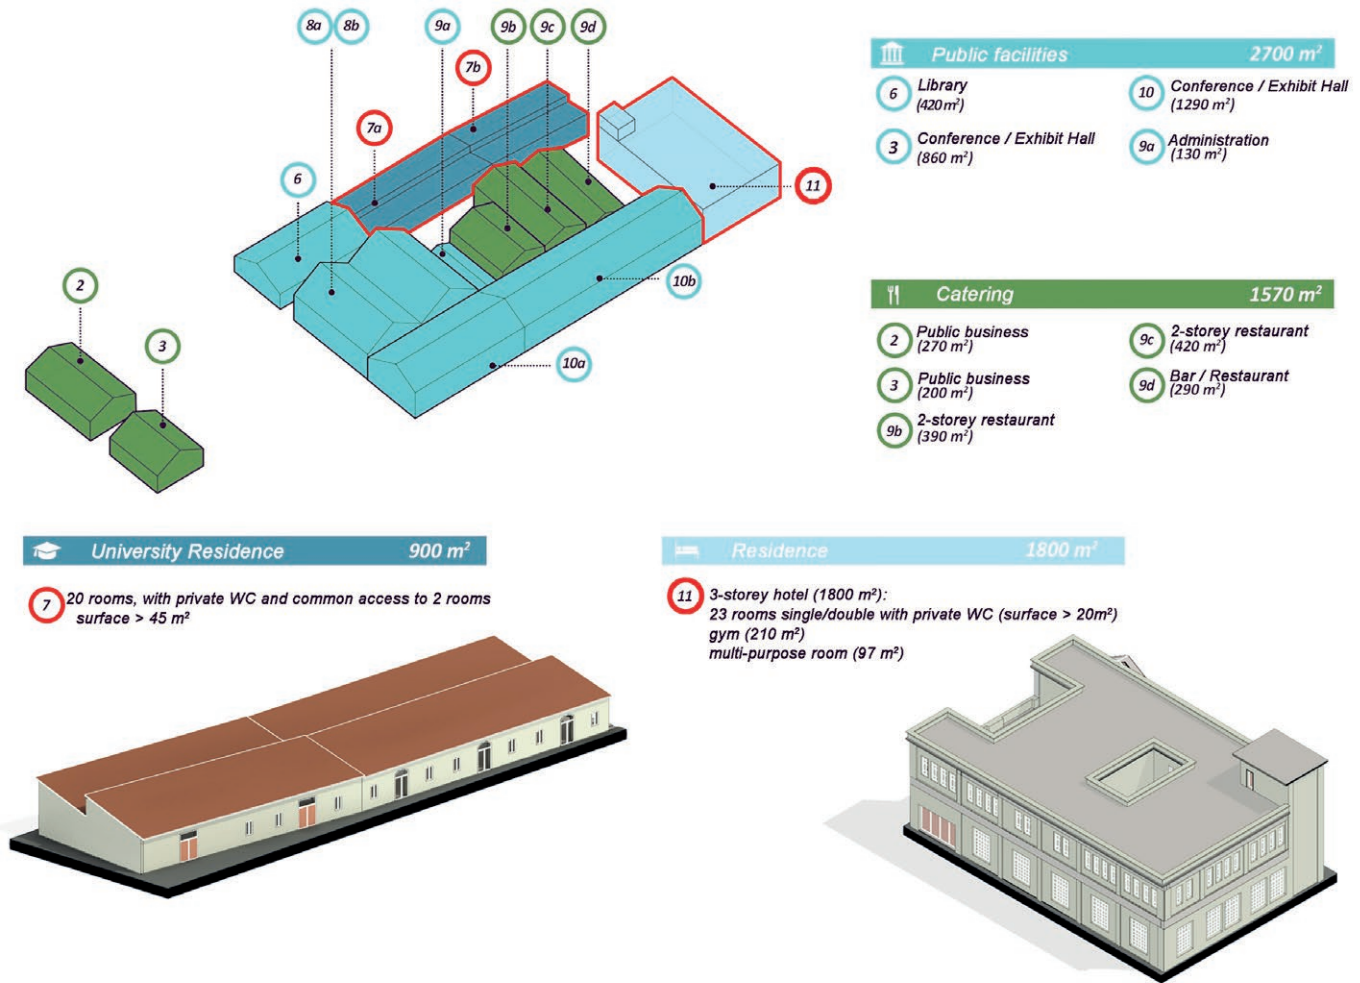 8a
8b
9a
9b
9c
9d
7b
7a
6
11
10b
10a
2
3
Public facilities 2700 m²
6 Library
(420m²)
10 Conference / Exhibit Hall
(1290 m²)
3 Conference / Exhibit Hall
(860 m²)
9a Administration
(130 m²)
Catering 1570 m²
2 Public business
(270 m²)
9c 2-storey restaurant
(420 m²)
3 Public business
(200 m²)
9d Bar / Restaurant
(290 m²)
9b 2-storey restaurant
(390 m²)
University Residence 900 m²
7 20 rooms, with private WC and common access to 2 rooms
surface > 45 m²
Residence 1800 m²
11 3-storey hotel (1800 m²):
23 rooms single/double with private WC (surface > 20m²)
gym (210 m²)
multi-purpose room (97 m²)